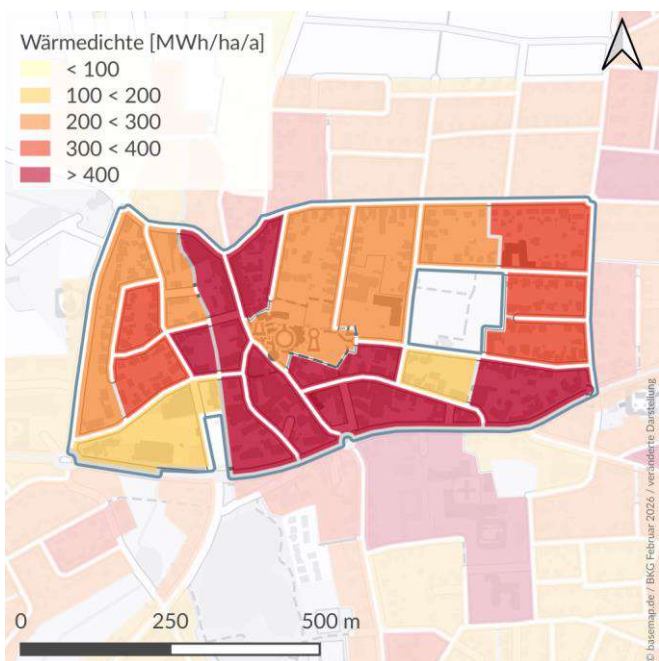 Wärmedichte [MWh/ha/a]
< 100
100 < 200
200 < 300
300 < 400
> 400
0
250
500 m
© basemap.de / BKG Februar 2026 / veränderte Darstellung